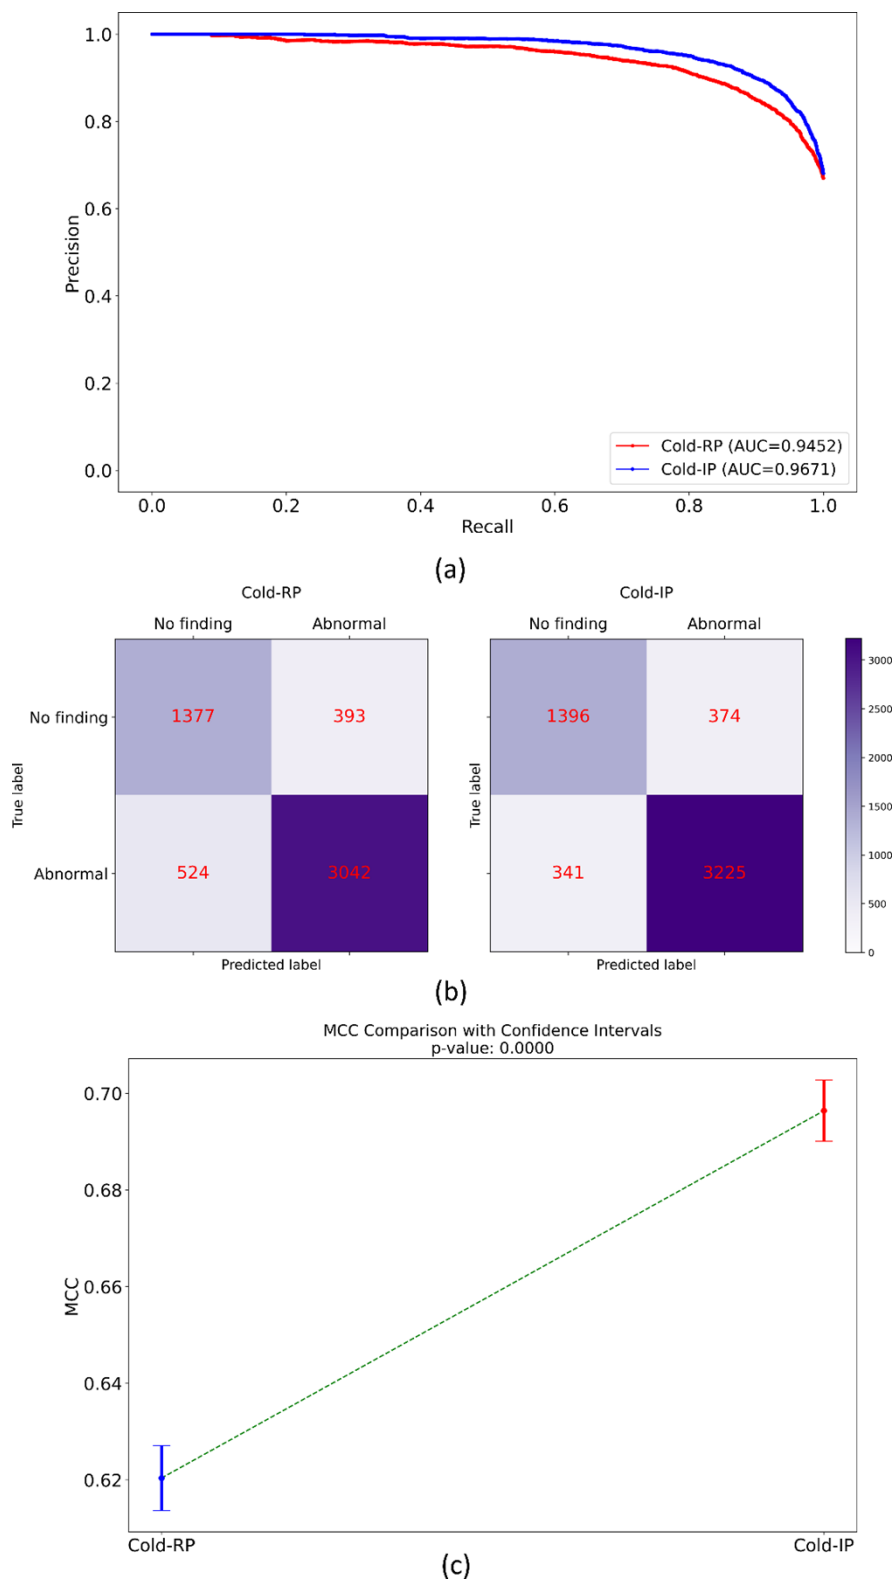 1.0
0.8
0.6
0.4
0.2
0.0
Precision
Cold-RP (AUC=0.9452)
Cold-IP (AUC=0.9671)
0.0 0.2 0.4 0.6 0.8 1.0
Recall
(a)
Cold-RP
No finding Abnormal
No finding
Abnormal
True label
1377 393
524 3042
Predicted label
Cold-IP
No finding Abnormal
True label
1396 374
341 3225
Predicted label
3000
2500
2000
1500
1000
500
0
(b)
MCC Comparison with Confidence Intervals
p-value: 0.0000
0.70
0.68
0.66
0.64
0.62
MCC
Cold-RP Cold-IP
(c)